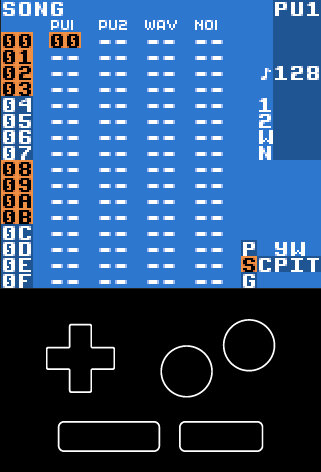 SONG PU1
PU1 PU2 WAV NOI
00 00 -- -- --
01 -- -- -- --
02 -- -- -- -- ♪128
03 -- -- -- --
04 -- -- -- -- 1
05 -- -- -- -- 2
06 -- -- -- -- W
07 -- -- -- -- N
08 -- -- -- --
09 -- -- -- --
0A -- -- -- --
0B -- -- -- --
0C -- -- -- --
0D -- -- -- -- P YW
0E -- -- -- -- SCPIT
0F -- -- -- -- G